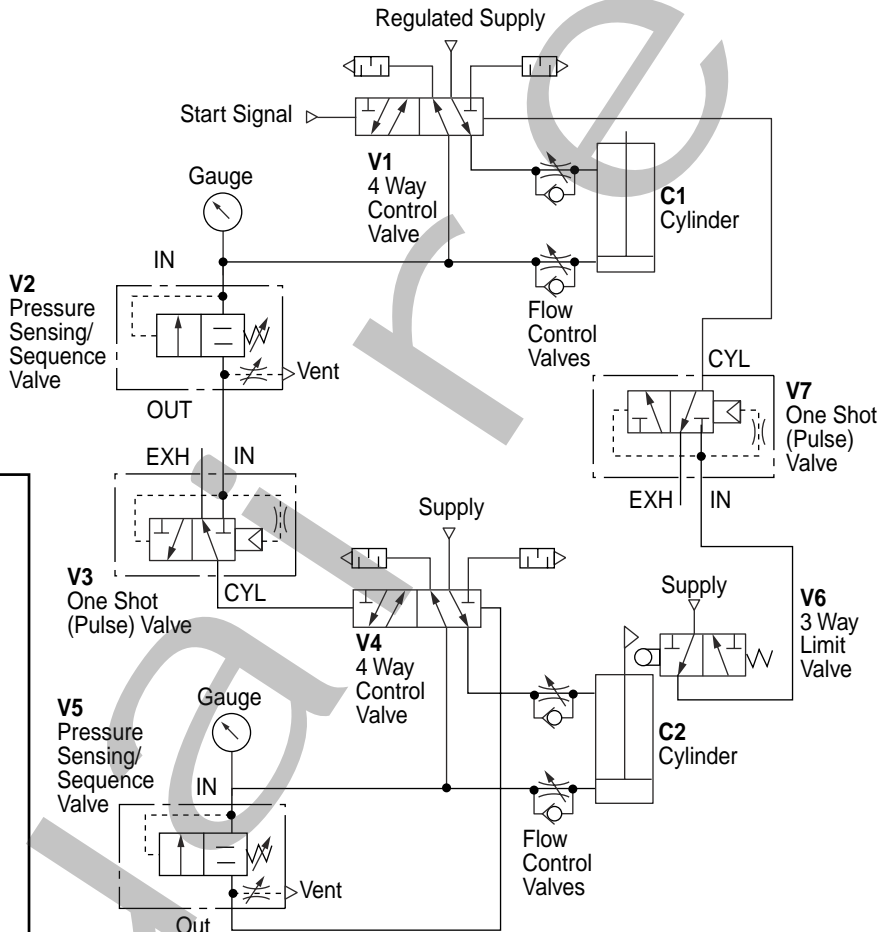 Regulated Supply
Start Signal
V1
4 Way
Control
Valve
Gauge
C1
Cylinder
IN
V2
Pressure
Sensing/
Sequence
Valve
Flow
Control
Valves
Vent
OUT
CYL
V7
One Shot
(Pulse)
Valve
EXH IN
EXH IN
Supply
V3
One Shot
(Pulse) Valve
CYL
Supply
V6
3 Way
Limit
Valve
V4
4 Way
Control
Valve
Gauge
V5
Pressure
Sensing/
Sequence
Valve
IN
C2
Cylinder
Flow
Control
Valves
Vent
Out